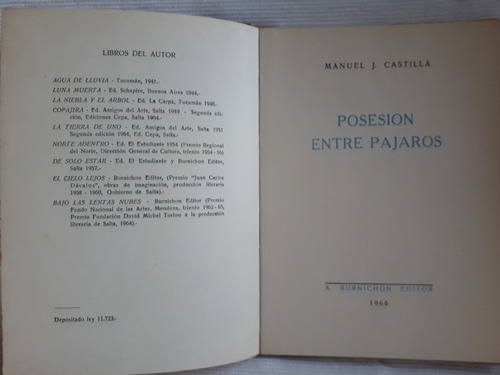 LIBROS DEL AUTOR
AGUA DE LLUVIA - Tucumán, 1941.-
LUNA MUERTA - Ed. Schapire, Buenos Aires 1944.-
LA NIEBLA Y EL ARBOL - Ed. La Carpa, Tucumán 1946.-
COPAJIRA - Ed. Amigos del Arte, Salta 1949 - Segunda edi-
ción, Ediciones Cepa, Salta 1964.-
LA TIERRA DE UNO - Ed. Amigos del Arte, Salta 1951
Segunda edición 1964, Ed. Cepa, Salta.-
NORTE ADENTRO - Ed. El Estudiante 1954 (Premio Regional
del Norte, Dirección General de Cultura, trienio 1954 - 56)
DE SOLO ESTAR - Ed. El Estudiante y Burnichon Editor,
Salta 1957.-
EL CIELO LEJOS - Burnichon Editor, (Premio "Juan Carlos
Dávalos", obras de imaginación, producción literaria
1958 - 1960, Gobierno de Salta).-
BAJO LAS LENTAS NUBES - Burnichon Editor (Premio
Fondo Nacional de las Artes, Mendoza, trienio 1962 - 65,
Premio Fundación David Michel Torino a la producción
literaria de Salta, 1964).-
Depositado ley 11.723.-
MANUEL J. CASTILLA
POSESION
ENTRE PAJAROS
A. BURNICHON EDITOR
1966